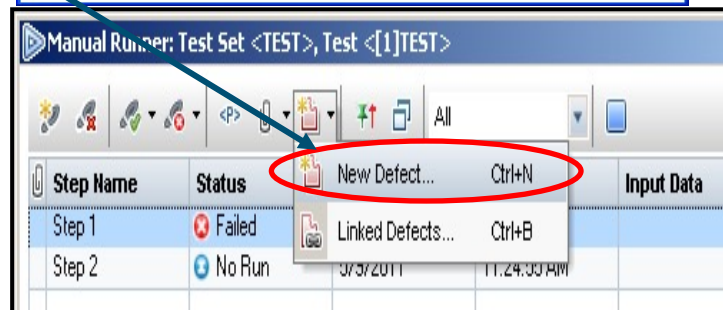 Manual Runner: Test Set <TEST>, Test <[1]TEST>
<P> All
New Defect... Ctrl+N
Step Name Status Input Data
Step 1 Failed Linked Defects... Ctrl+B
Step 2 No Run 5/5/2011 11:24:55 AM